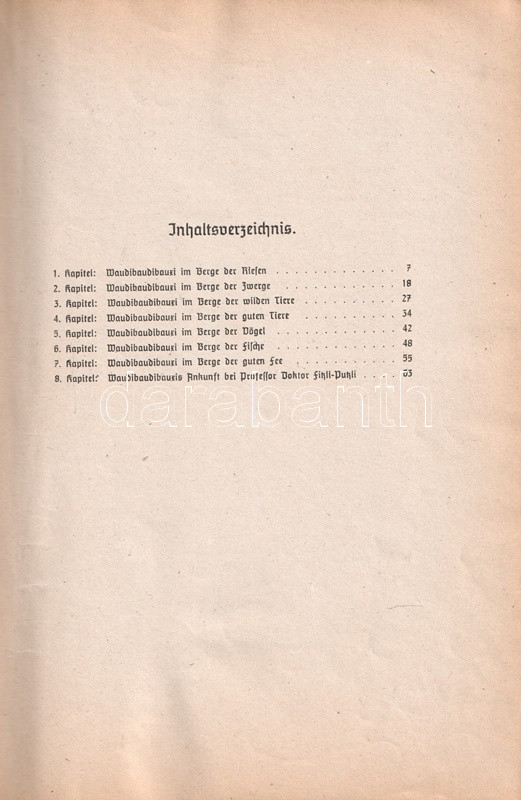 Inhaltsverzeichnis.
1. Kapitel: Waudibaudibauxi im Berge der Riesen . . . . . . . . . . . . . 7
2. Kapitel: Waudibaudibauxi im Berge der Zwerge . . . . . . . . . . . . . 18
3. Kapitel: Waudibaudibauxi im Berge der wilden Tiere . . . . . . . . . . 27
4. Kapitel: Waudibaudibauxi im Berge der guten Tiere . . . . . . . . . . . 34
5. Kapitel: Waudibaudibauxi im Berge der Vögel . . . . . . . . . . . . . 42
6. Kapitel: Waudibaudibauxi im Berge der Fische . . . . . . . . . . . . . 48
7. Kapitel: Waudibaudibauxi im Berge der guten Fee . . . . . . . . . . . 55
8. Kapitel: Waudibaudibauxis Ankunft bei Professor Doktor Fitzli-Putzli . . . . 63
darabanth